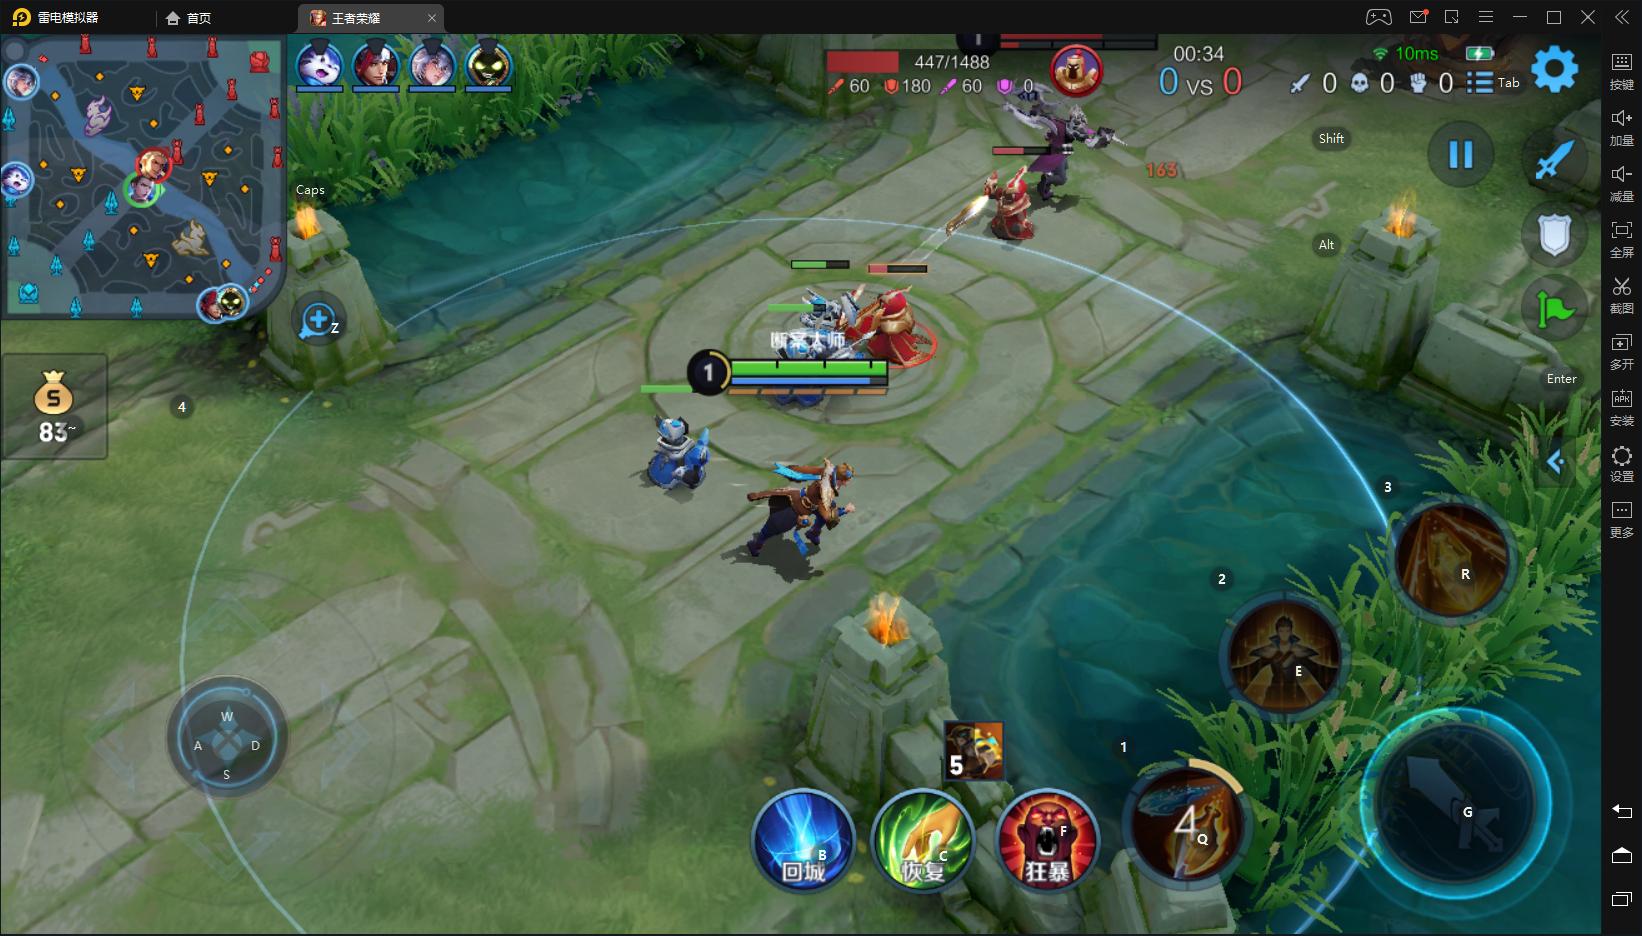 雷电模拟器
首页
王者荣耀
447/1488
60 180 60 0
1
00:34
0 VS 0
10ms
0 0 0
Tab
按键
加量
减量
全屏
截图
多开
安装
设置
更多
Caps
Shift
Alt
Enter
163
Z
断案大师
1
S
83~
4
3
R
2
E
W
A D
S
5
1
4
Q
G
B
回城
C
恢复
F
狂暴
APK